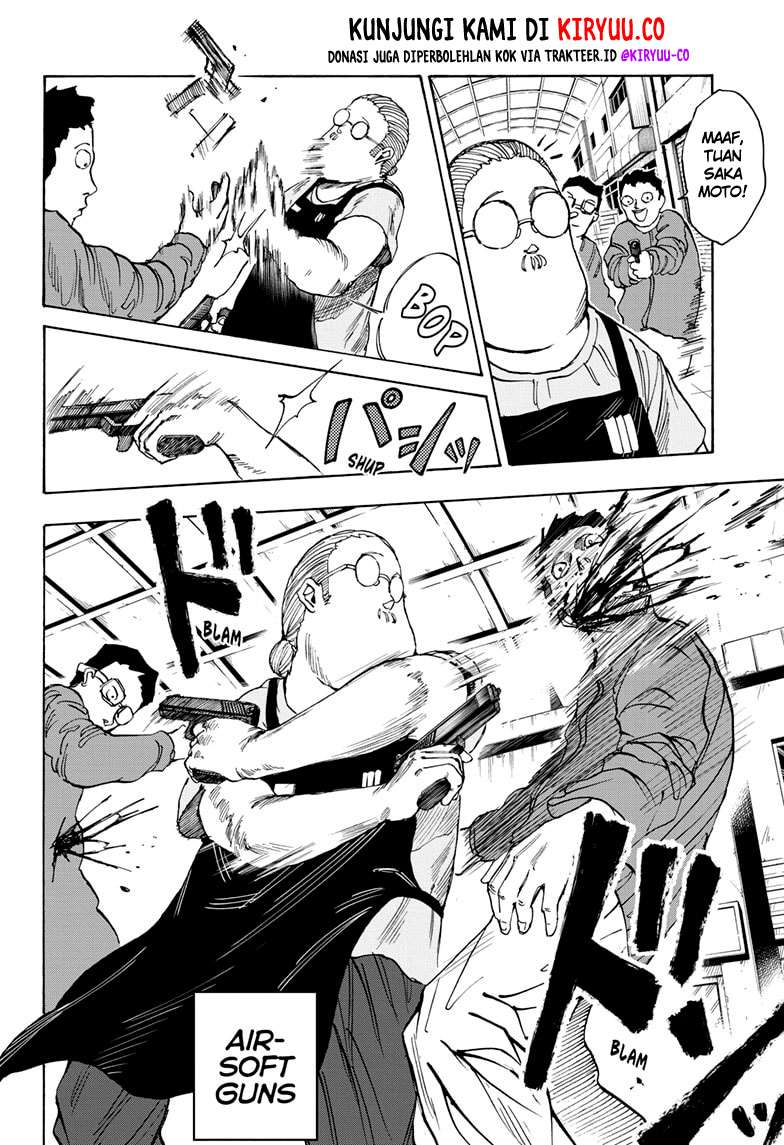 KUNJUNGI KAMI DI KIRYUU.CO
DONASI JUGA DIPERBOLEHLAN KOK VIA TRAKTEER.ID @KIRYUU-CO
MAAF,
TUAN
SAKA
MOTO!
BOP
パシッ
SHUP
ドッ
BLAM
ドッ
BLAM
AIR-
SOFT
GUNS